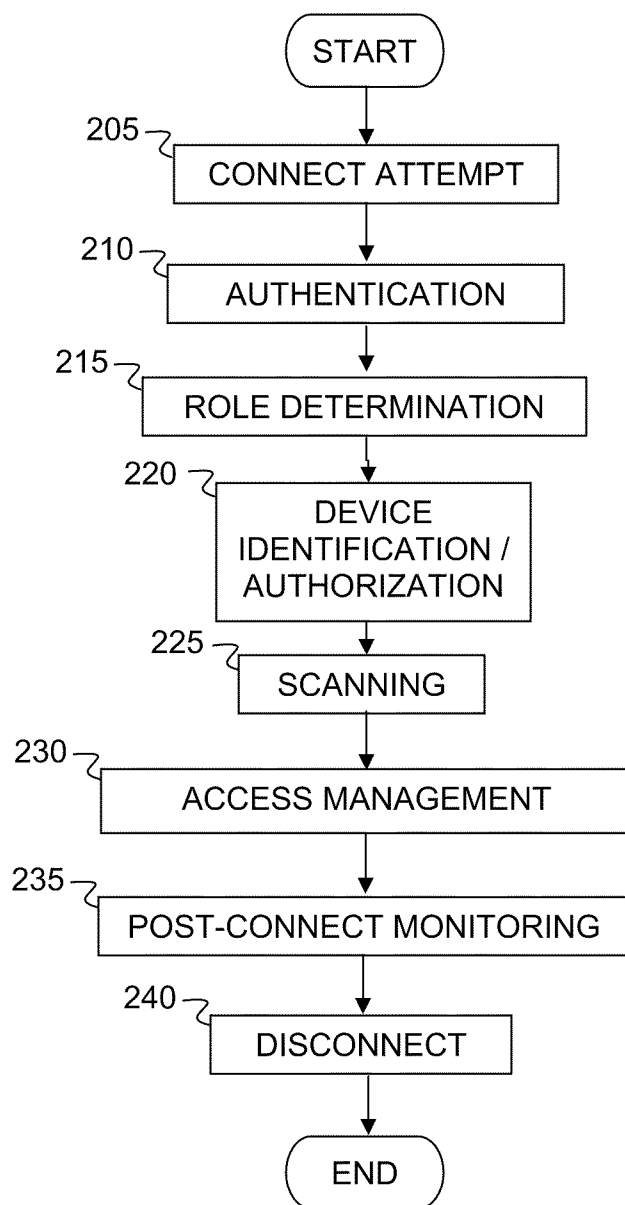 START
205
CONNECT ATTEMPT
210
AUTHENTICATION
215
ROLE DETERMINATION
220
DEVICE
IDENTIFICATION /
AUTHORIZATION
225
SCANNING
230
ACCESS MANAGEMENT
235
POST-CONNECT MONITORING
240
DISCONNECT
END